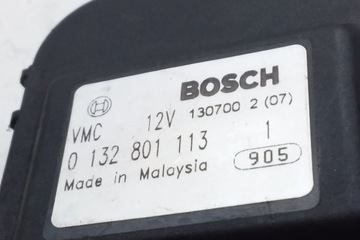 BOSCH
VMC 12V 130700 2 (07)
0 132 801 113 1
Made in Malaysia 905